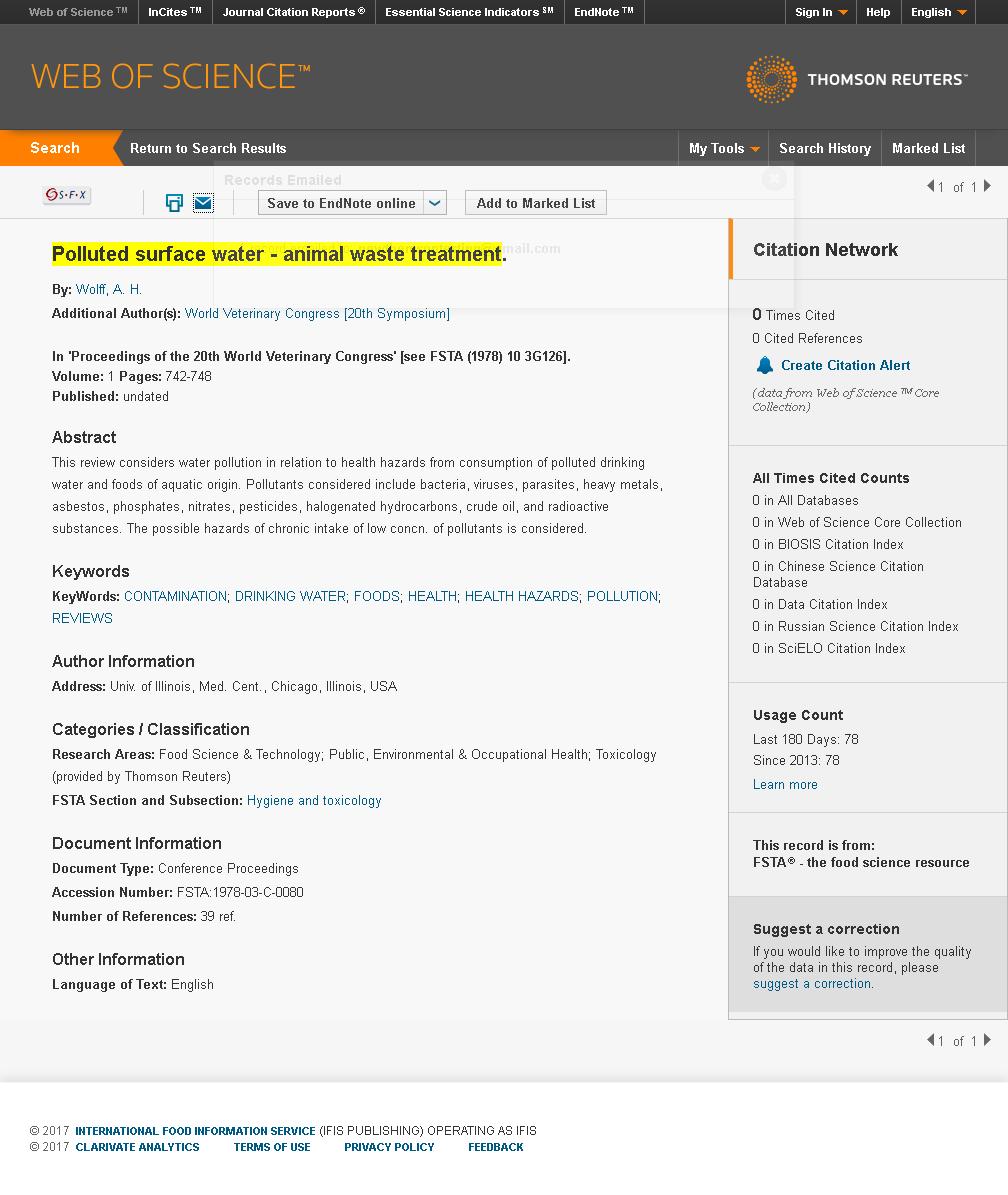 Web of Science ™ InCites ™ Journal Citation Reports ® Essential Science Indicators ℠ EndNote ™ Sign In Help English
WEB OF SCIENCE™
THOMSON REUTERS™
Search Return to Search Results My Tools Search History Marked List
Records Emailed
S·F·X Save to EndNote online Add to Marked List 1 of 1
Polluted surface water - animal waste treatment.
By: Wolff, A. H.
Additional Author(s): World Veterinary Congress [20th Symposium]
In 'Proceedings of the 20th World Veterinary Congress' [see FSTA (1978) 10 3G126].
Volume: 1 Pages: 742-748
Published: undated
Abstract
This review considers water pollution in relation to health hazards from consumption of polluted drinking
water and foods of aquatic origin. Pollutants considered include bacteria, viruses, parasites, heavy metals,
asbestos, phosphates, nitrates, pesticides, halogenated hydrocarbons, crude oil, and radioactive
substances. The possible hazards of chronic intake of low concn. of pollutants is considered.
Keywords
KeyWords: CONTAMINATION; DRINKING WATER; FOODS; HEALTH; HEALTH HAZARDS; POLLUTION;
REVIEWS
Author Information
Address: Univ. of Illinois, Med. Cent., Chicago, Illinois, USA
Categories / Classification
Research Areas: Food Science & Technology; Public, Environmental & Occupational Health; Toxicology
(provided by Thomson Reuters)
FSTA Section and Subsection: Hygiene and toxicology
Document Information
Document Type: Conference Proceedings
Accession Number: FSTA:1978-03-C-0080
Number of References: 39 ref.
Other Information
Language of Text: English
Citation Network
0 Times Cited
0 Cited References
Create Citation Alert
(data from Web of Science ™ Core
Collection)
All Times Cited Counts
0 in All Databases
0 in Web of Science Core Collection
0 in BIOSIS Citation Index
0 in Chinese Science Citation
Database
0 in Data Citation Index
0 in Russian Science Citation Index
0 in SciELO Citation Index
Usage Count
Last 180 Days: 78
Since 2013: 78
Learn more
This record is from:
FSTA® - the food science resource
Suggest a correction
If you would like to improve the quality
of the data in this record, please
suggest a correction.
1 of 1
© 2017 INTERNATIONAL FOOD INFORMATION SERVICE (IFIS PUBLISHING) OPERATING AS IFIS
© 2017 CLARIVATE ANALYTICS TERMS OF USE PRIVACY POLICY FEEDBACK